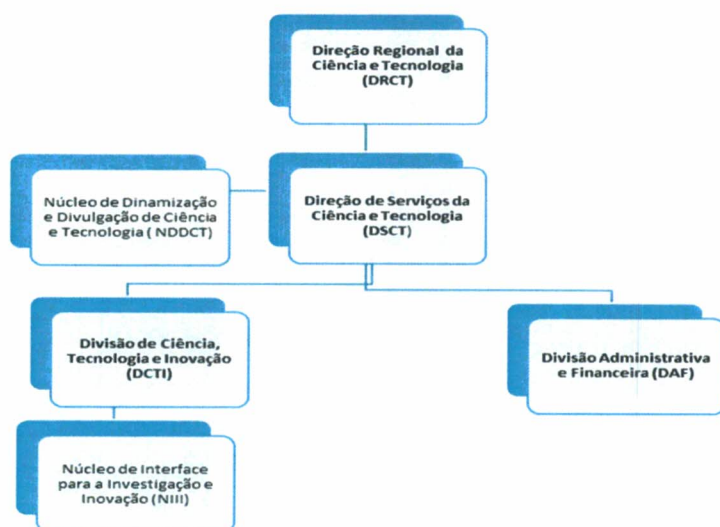 Direção Regional da
Ciência e Tecnologia
(DRCT)
Núcleo de Dinamização
e Divulgação de Ciência
e Tecnologia ( NDDCT)
Direção de Serviços da
Ciência e Tecnologia
(DSCT)
Divisão de Ciência,
Tecnologia e Inovação
(DCTI)
Divisão Administrativa
e Financeira (DAF)
Núcleo de Interface
para a Investigação e
Inovação (NIII)